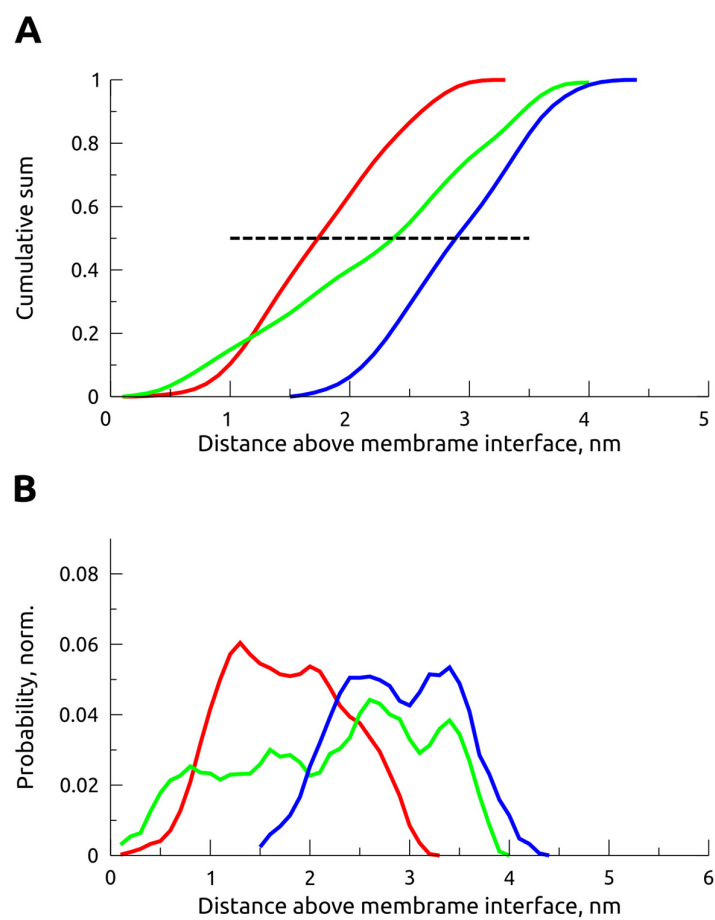 A
1
0.8
0.6
0.4
0.2
0
Cumulative sum
0 1 2 3 4 5
Distance above membrame interface, nm
B
0.08
0.06
0.04
0.02
0
Probability, norm.
0 1 2 3 4 5 6
Distance above membrame interface, nm